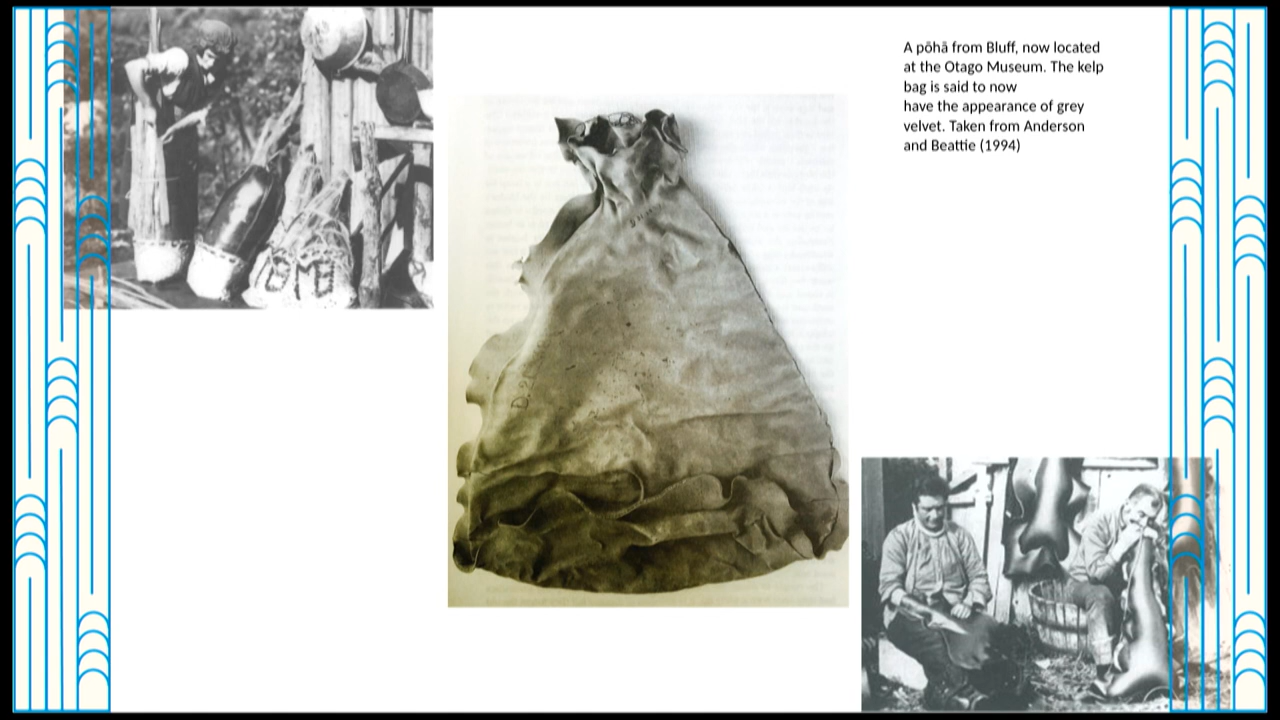 A pōhā from Bluff, now located
at the Otago Museum. The kelp
bag is said to now
have the appearance of grey
velvet. Taken from Anderson
and Beattie (1994)